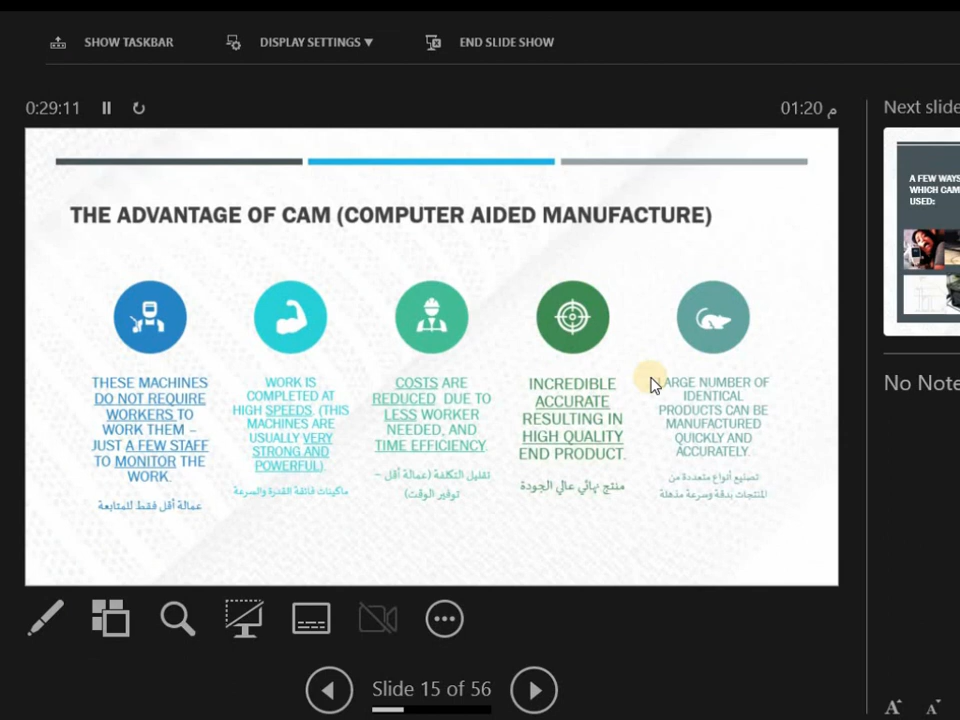 SHOW TASKBAR
DISPLAY SETTINGS ▼
END SLIDE SHOW
0:29:11
01:20 م
Next slide
THE ADVANTAGE OF CAM (COMPUTER AIDED MANUFACTURE)
THESE MACHINES
DO NOT REQUIRE
WORKERS TO
WORK THEM –
JUST A FEW STAFF
TO MONITOR THE
WORK.
عمالة أقل فقط للمتابعة
WORK IS
COMPLETED AT
HIGH SPEEDS. (THIS
MACHINES ARE
USUALLY VERY
STRONG AND
POWERFUL).
ماكينات فائقة القدرة والسرعة
COSTS ARE
REDUCED DUE TO
LESS WORKER
NEEDED, AND
TIME EFFICIENCY.
تقليل التكلفة (عمالة أقل –
توفير الوقت)
INCREDIBLE
ACCURATE
RESULTING IN
HIGH QUALITY
END PRODUCT.
منتج نهائي عالي الجودة
LARGE NUMBER OF
IDENTICAL
PRODUCTS CAN BE
MANUFACTURED
QUICKLY AND
ACCURATELY.
تصنيع أنواع متعددة من
المنتجات بدقة وسرعة مذهلة
A FEW WAYS
WHICH CAM
USED:
No Note
Slide 15 of 56
A A